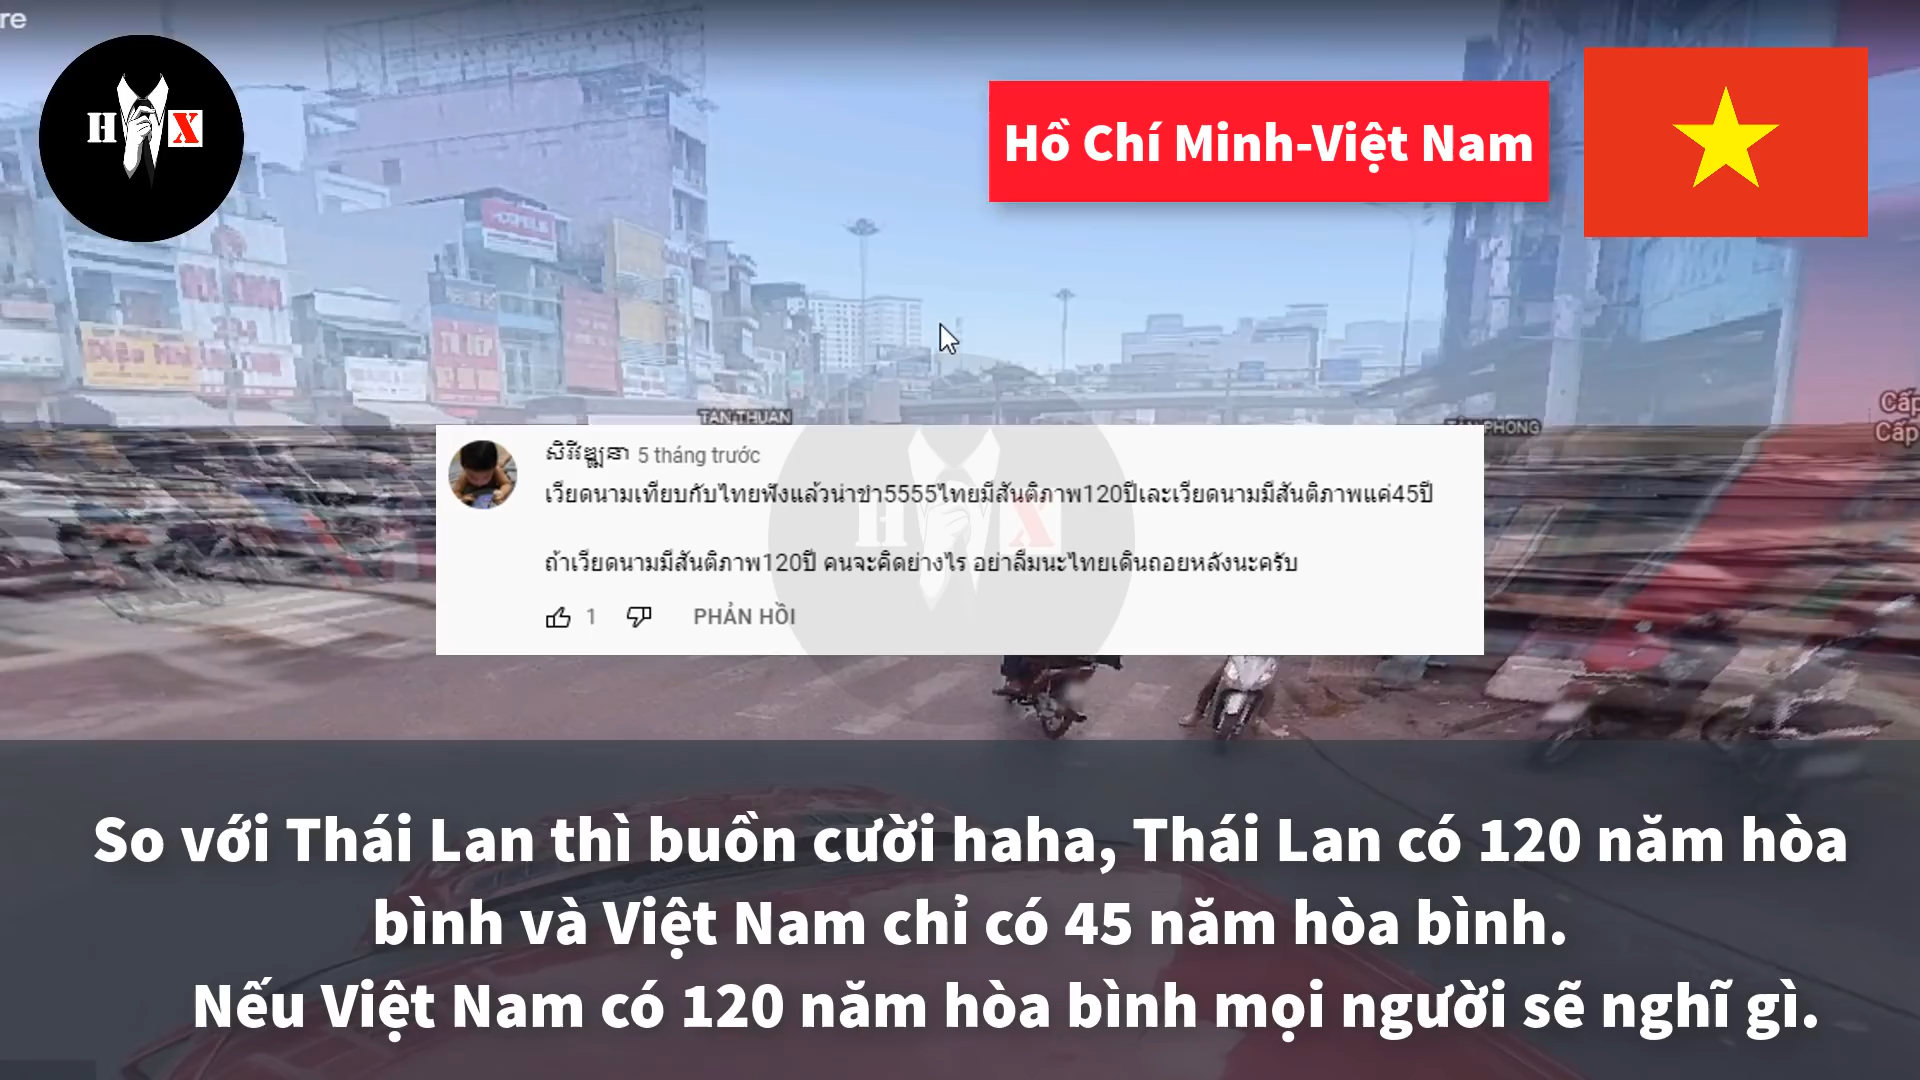 re
H X
Hồ Chí Minh-Việt Nam
TÂN THUẬN
PHONG
Cấp
Cấp
5 tháng trước
เวียดนามเทียบกับไทยฟังแล้วน่าขำ5555ไทยมีสันติภาพ120ปีเละเวียดนามมีสันติภาพแค่45ปี
ถ้าเวียดนามมีสันติภาพ120ปี คนจะคิดย่างไร อย่าลืมนะไทยเดินถอยหลังนะครับ
1 PHẢN HỒI
So với Thái Lan thì buồn cười haha, Thái Lan có 120 năm hòa
bình và Việt Nam chỉ có 45 năm hòa bình.
Nếu Việt Nam có 120 năm hòa bình mọi người sẽ nghĩ gì.